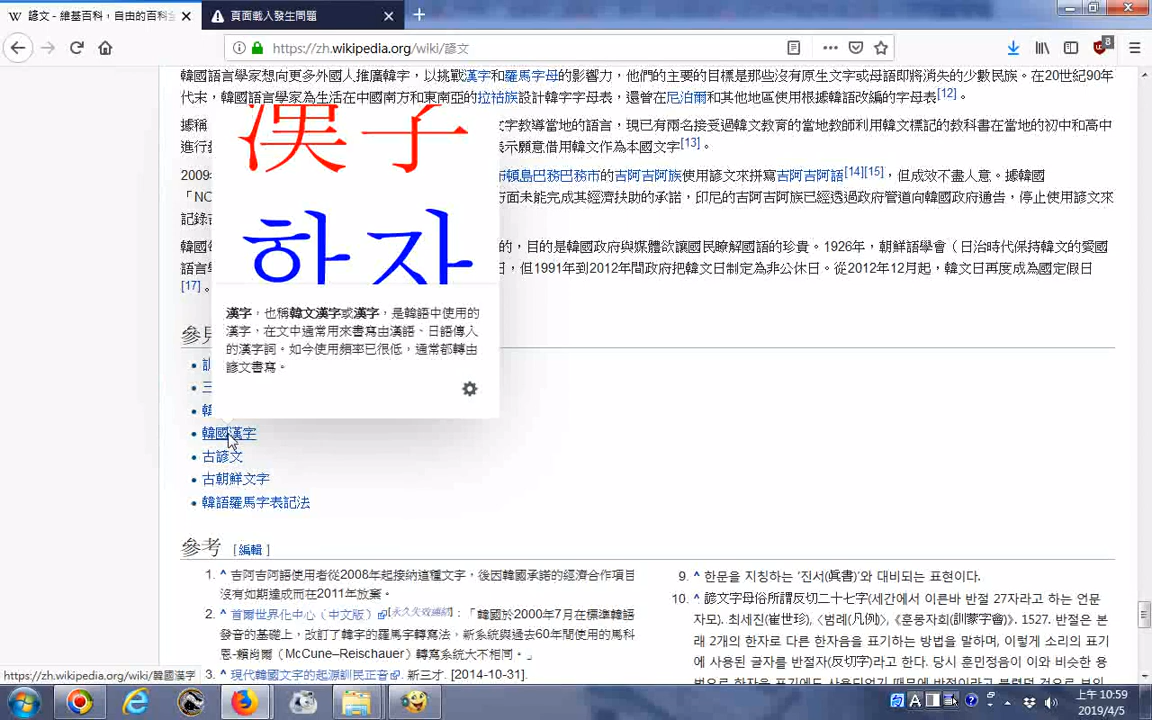 諺文 - 維基百科，自由的百科全
頁面載入發生問題
https://zh.wikipedia.org/wiki/諺文
8
韓國語言學家想向更多外國人推廣韓字，以挑戰漢字和羅馬字母的影響力，他們的主要的目標是那些沒有原生文字或母語即將消失的少數民族。在20世紀90年
代末，韓國語言學家為生活在中國南方和東南亞的拉祜族設計韓字字母表，還曾在尼泊爾和其他地區使用根據韓語改編的字母表[12]。
據稱
文字教導當地的語言，現已有兩名接受過韓文教育的當地教師利用韓文標記的教科書在當地的初中和高中
進行
表示願意借用韓文作為本國文字[13]。
2009
布頓島巴務巴務市的吉阿吉阿族使用諺文來拼寫吉阿吉阿語[14][15]，但成效不盡人意。據韓國
「NO
方面未能完成其經濟扶助的承諾，印尼的吉阿吉阿族已經透過政府管道向韓國政府通告，停止使用諺文來
記錄
韓國
的，目的是韓國政府與媒體欲讓國民瞭解國語的珍貴。1926年，朝鮮語學會（日治時代保持韓文的愛國
語言學
日，但1991年到2012年間政府把韓文日制定為非公休日。從2012年12月起，韓文日再度成為國定假日
[17]。
漢子
하자
漢字，也稱韓文漢字或漢字，是韓語中使用的
漢字，在文中通常用來書寫由漢語、日語傳入
的漢字詞。如今使用頻率已很低，通常都轉由
諺文書寫。
參見
訓
三
韓
韓國漢字
古諺文
古朝鮮文字
韓語羅馬字表記法
參考 [編輯]
1. ^ 吉阿吉阿語使用者從2008年起接納這種文字，後因韓國承諾的經濟合作項目
沒有如期達成而在2011年放棄。
2. ^ 首爾世界化中心（中文版）[永久失效連結]：「韓國於2000年7月在標準韓語
發音的基礎上，改訂了韓字的羅馬字轉寫法，新系統與過去60年間使用的馬科
恩-賴肖爾（McCune–Reischauer）轉寫系統大不相同。」
3. ^ 現代韓國文字的起源訓民正音. 新三才. [2014-10-31].
9. ^ 한문을 지칭하는 '진서(眞書)'와 대비되는 표현이다.
10. ^ 諺文字母俗所謂反切二十七字(세간에서 이른바 반절 27자라고 하는 언문
자모). 최세진(崔世珍),〈범례(凡例)〉,《훈몽자회(訓蒙字會)》. 1527. 반절은 본
래 2개의 한자로 다른 한자음을 표기하는 방법을 말하며, 이렇게 소리의 표기
에 사용된 글자를 반절자(反切字)라고 한다. 당시 훈민정음이 이와 비슷한 용
범으로 한자음 표기에도 사용되었기 때문에 반절이라고 불렸던 것으로 보인
https://zh.wikipedia.org/wiki/韓國漢字
A
上午 10:59
2019/4/5